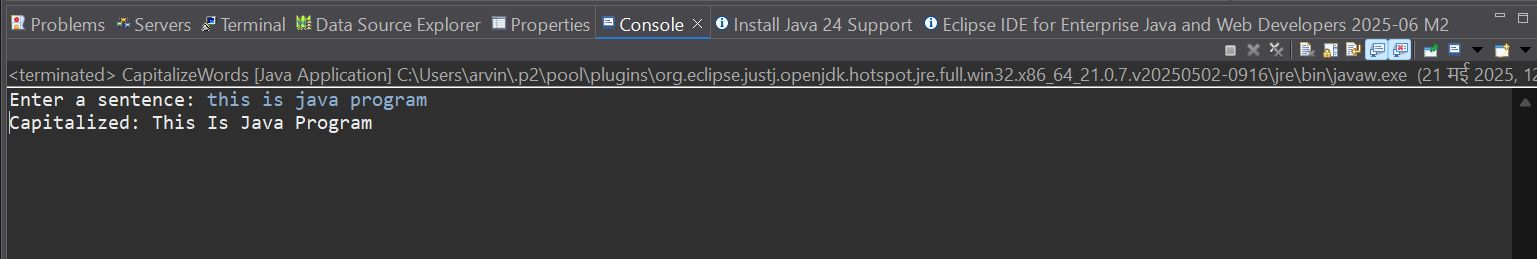 Problems Servers Terminal Data Source Explorer Properties Console Install Java 24 Support Eclipse IDE for Enterprise Java and Web Developers 2025-06 M2
<terminated> CapitalizeWords [Java Application] C:\Users\arvin\.p2\pool\plugins\org.eclipse.justj.openjdk.hotspot.jre.full.win32.x86_64_21.0.7.v20250502-0916\jre\bin\javaw.exe (21 मई 2025, 12
Enter a sentence: this is java program
Capitalized: This Is Java Program